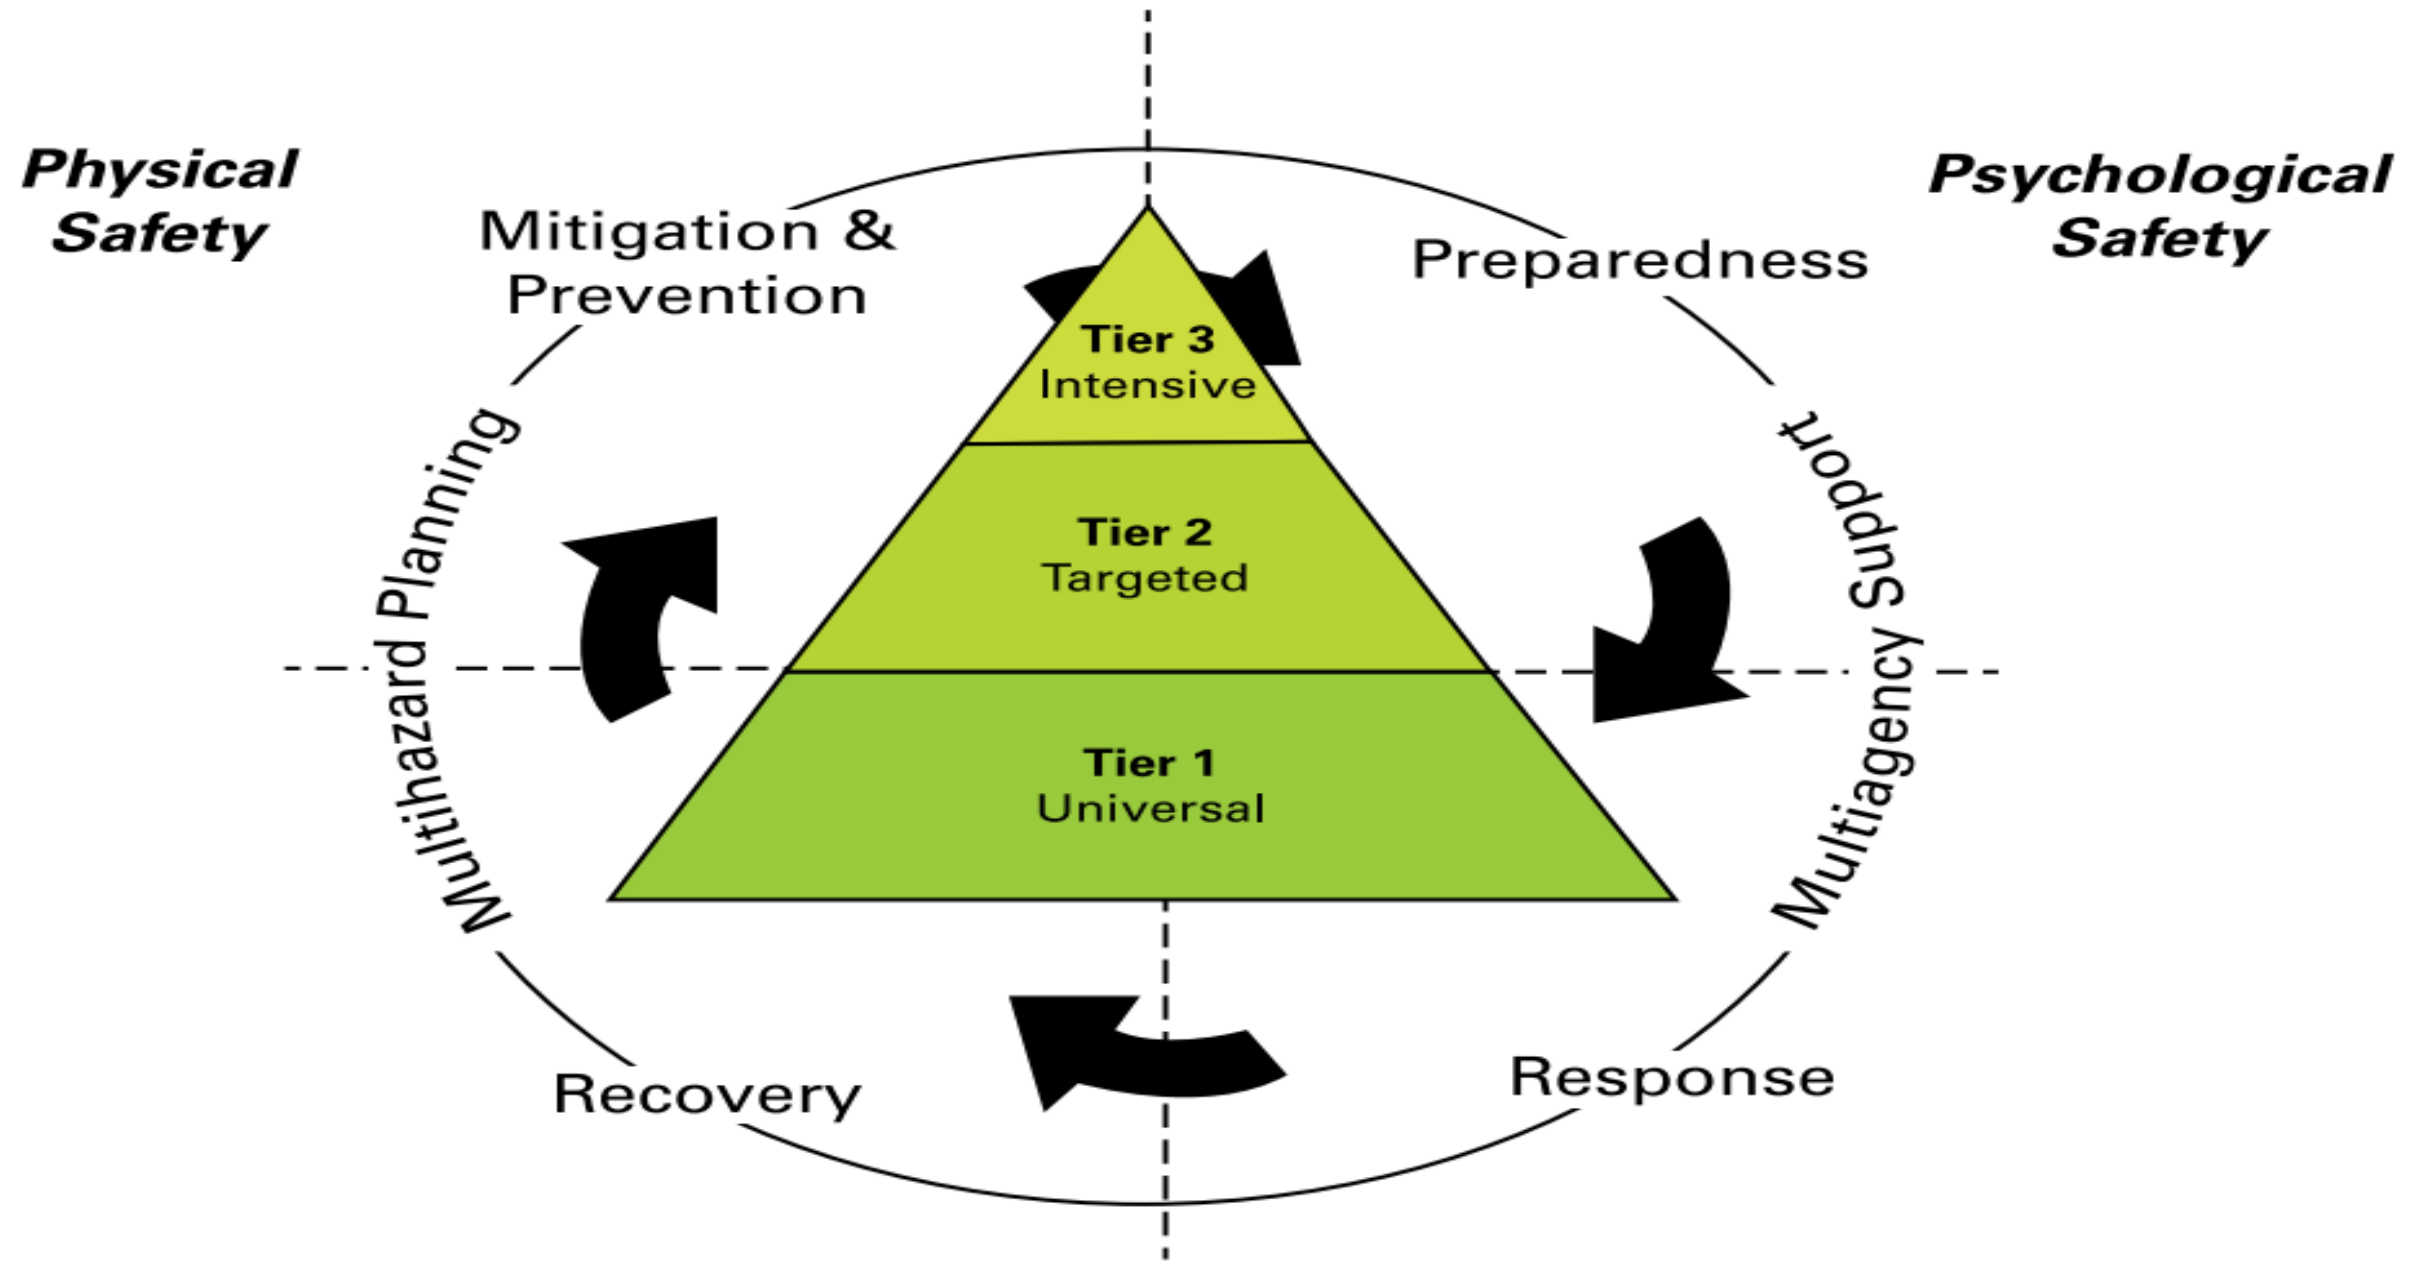 Physical
Safety
Psychological
Safety
Mitigation &
Prevention
Preparedness
Tier 3
Intensive
Multihazard Planning
Multiagency Support
Tier 2
Targeted
Tier 1
Universal
Recovery
Response